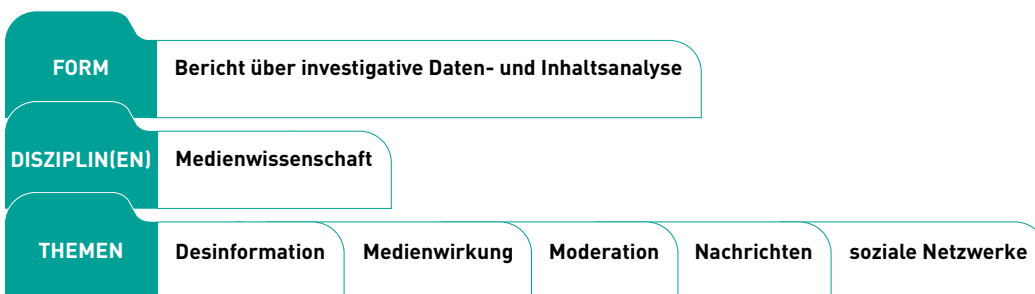 FORM Bericht über investigative Daten- und Inhaltsanalyse
DISZIPLIN(EN) Medienwissenschaft
THEMEN Desinformation Medienwirkung Moderation Nachrichten soziale Netzwerke